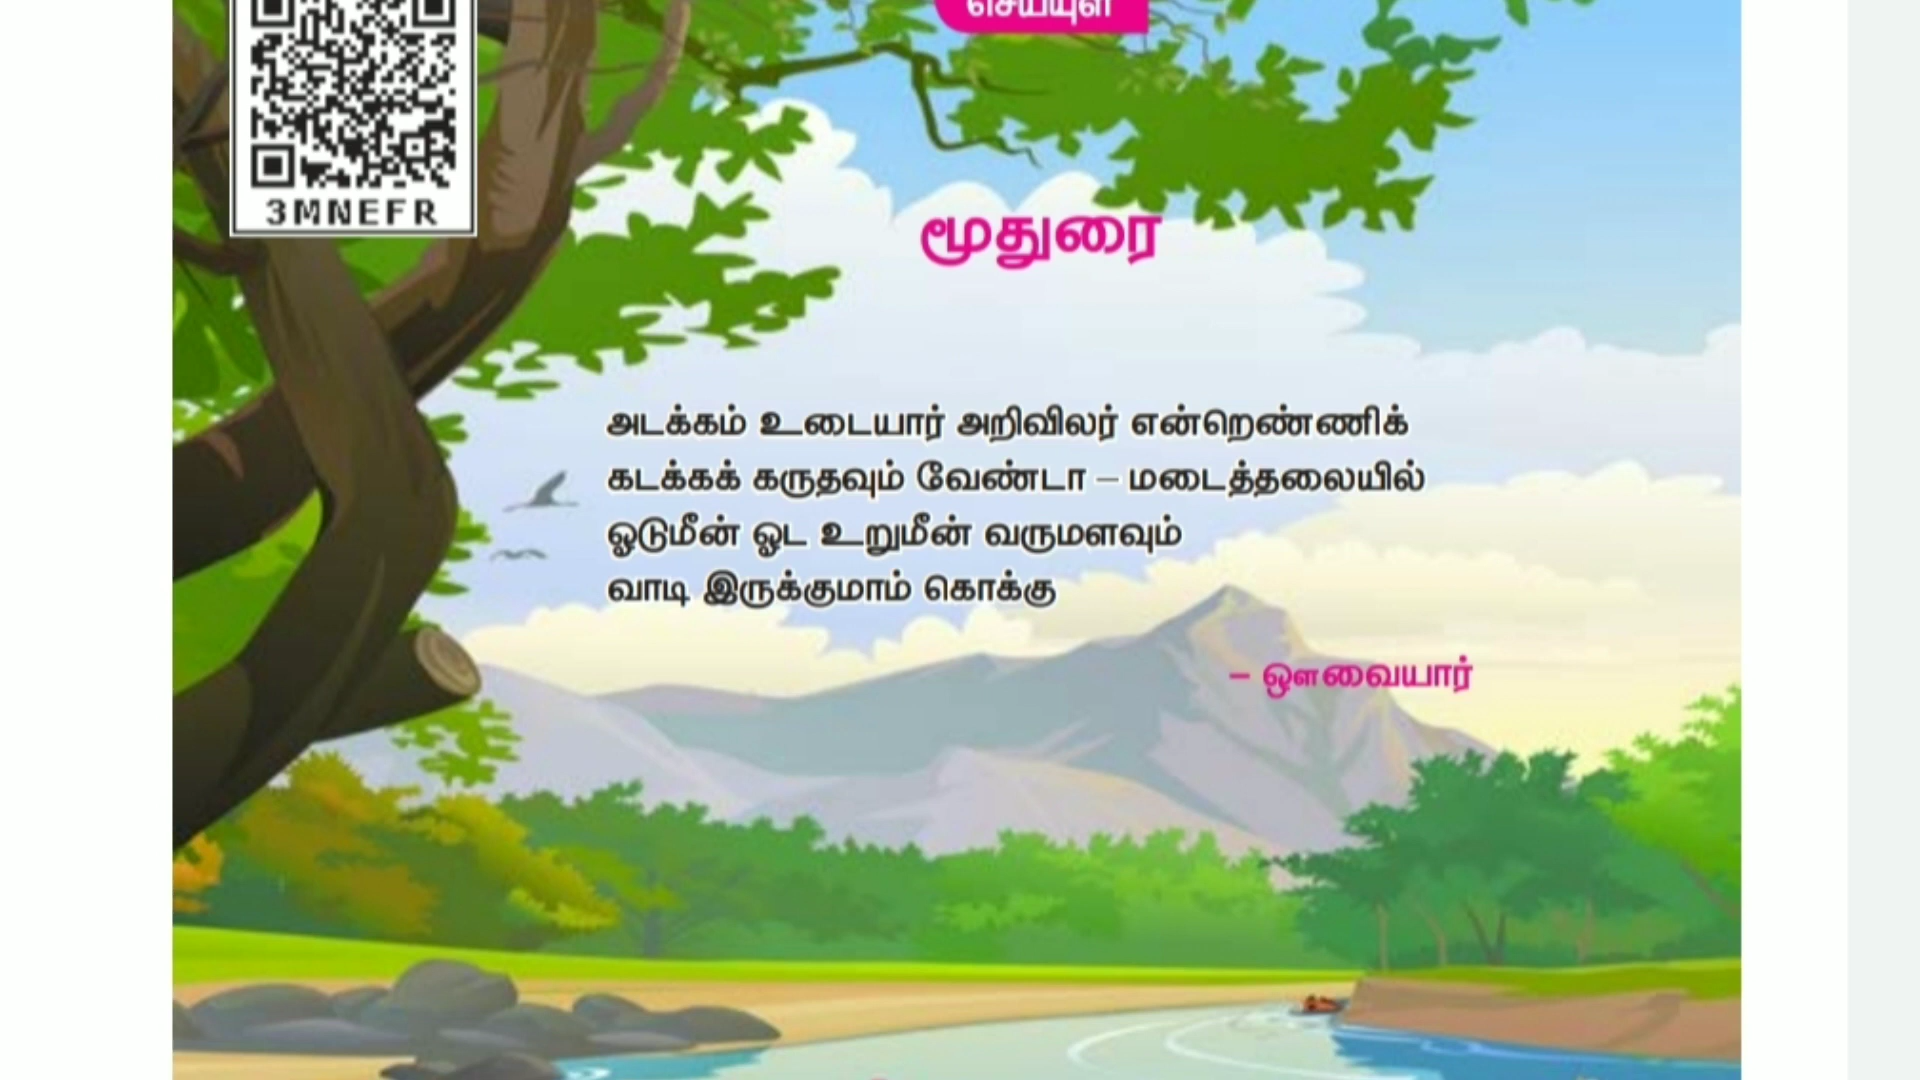 செய்யுள்
3MNEFR
மூதுரை
அடக்கம் உடையார் அறிவிலர் என்றெண்ணிக்
கடக்கக் கருதவும் வேண்டா – மடைத்தலையில்
ஓடுமீன் ஓட உறுமீன் வருமளவும்
வாடி இருக்குமாம் கொக்கு
– ஔவையார்